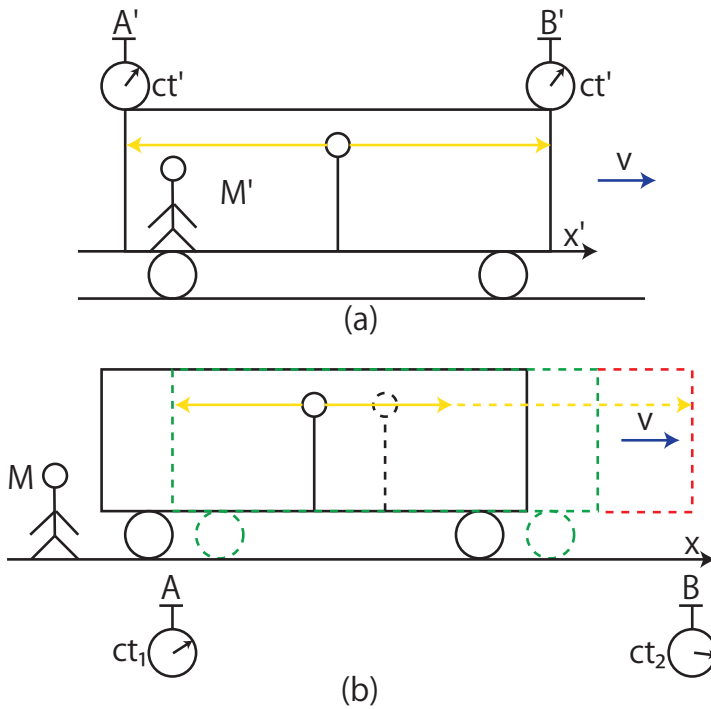 A' B'
ct' ct'
M' v
x'
(a)
v
M
x
A B
ct₁ ct₂
(b)